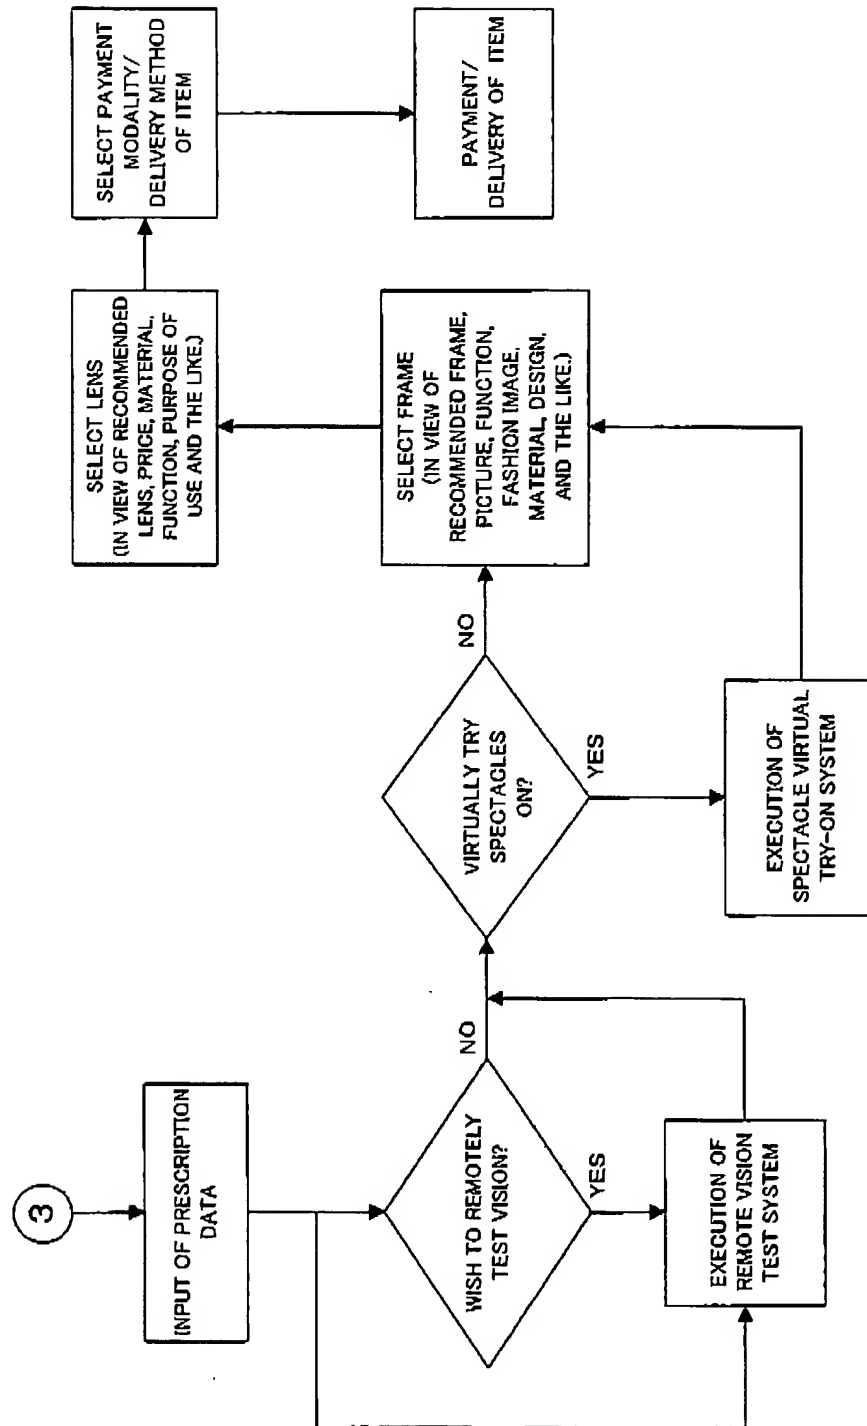 3
INPUT OF PRESCRIPTION
DATA
WISH TO REMOTELY
TEST VISION?
NO
YES
EXECUTION OF
REMOTE VISION
TEST SYSTEM
VIRTUALLY TRY
SPECTACLES
ON?
NO
YES
EXECUTION OF
SPECTACLE VIRTUAL
TRY-ON SYSTEM
SELECT FRAME
(IN VIEW OF
RECOMMENDED FRAME,
PICTURE, FUNCTION,
FASHION IMAGE,
MATERIAL, DESIGN,
AND THE LIKE.)
SELECT LENS
(IN VIEW OF RECOMMENDED
LENS, PRICE, MATERIAL,
FUNCTION, PURPOSE OF
USE AND THE LIKE.)
SELECT PAYMENT
MODALITY/
DELIVERY METHOD
OF ITEM
PAYMENT/
DELIVERY OF ITEM